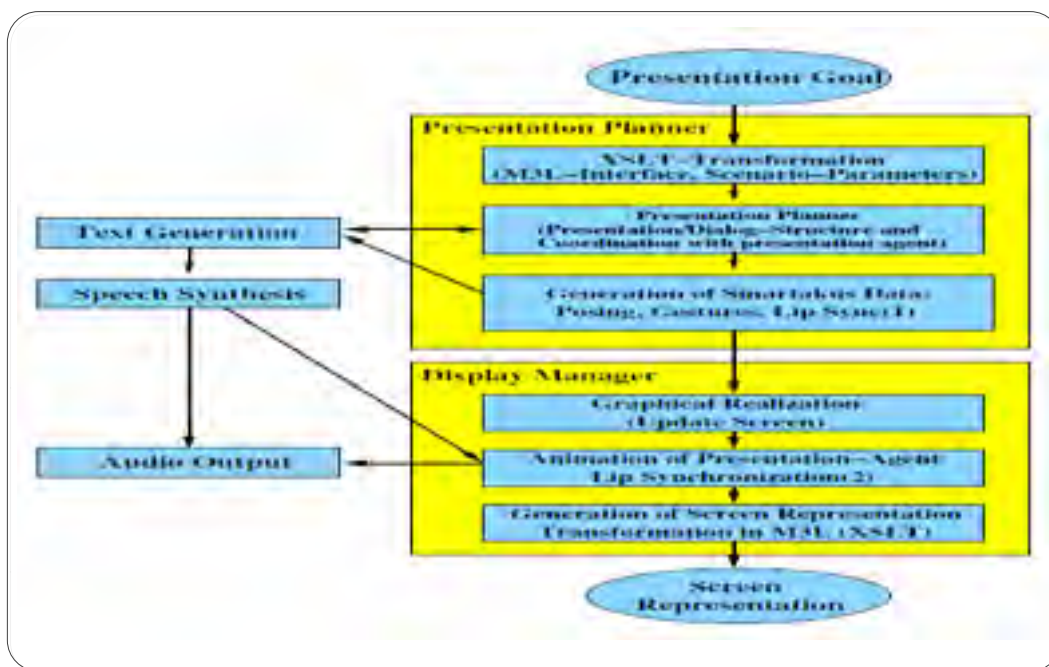 Presentation Goal
Presentation Planner
XSLT-Transformation
(M3L-Interface, Scenario-Parameters)
Presentation Planner
(Presentation/Dialog-Structure and
Coordination with presentation agent)
Generation of Smartakus Data:
Posing, Gestures, Lip Sync(1)
Text Generation
Speech Synthesis
Audio Output
Display Manager
Graphical Realization
(Update Screen)
Animation of Presentation-Agent
Lip Synchronization(2)
Generation of Screen Representation
Transformation in M3L (XSLT)
Screen
Representation